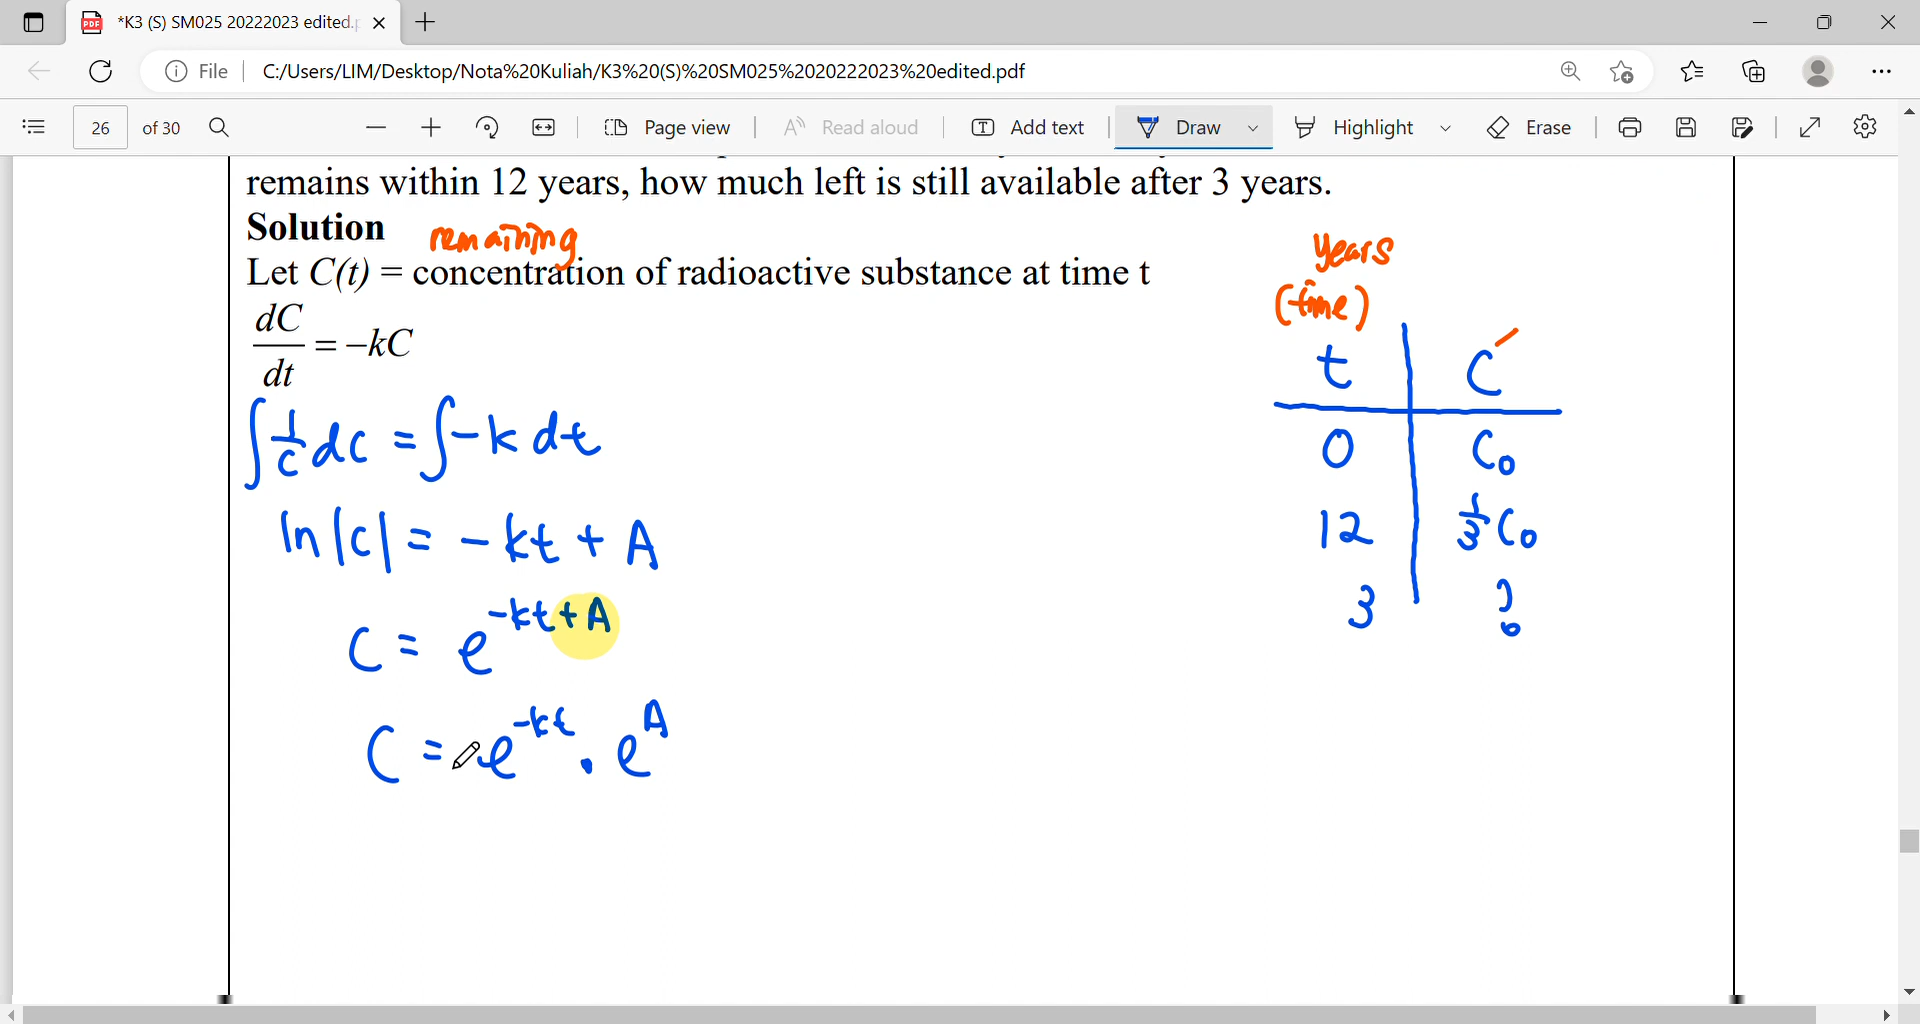 *K3 (S) SM025 20222023 edited.p
File
C:/Users/LIM/Desktop/Nota%20Kuliah/K3%20(S)%20SM025%2020222023%20edited.pdf
26 of 30
Page view
Read aloud
Add text
Draw
Highlight
Erase
remains within 12 years, how much left is still available after 3 years.
Solution
remaining
Let C(t) = concentration of radioactive substance at time t
dC/dt = -kC
∫ 1/C dC = ∫ -k dt
ln|C| = -kt + A
C = e^(-kt + A)
C = e^(-kt) . e^A
years
(time)
t C
0 C₀
12 1/3 C₀
3 ?